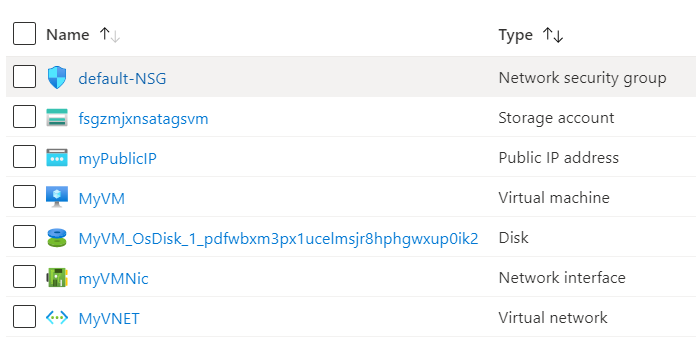 Name ↑↓ Type ↑↓
default-NSG Network security group
fsgzmjxnsatagsvm Storage account
myPublicIP Public IP address
MyVM Virtual machine
MyVM_OsDisk_1_pdfwbxm3px1ucelmsjr8hphgwxup0ik2 Disk
myVMNic Network interface
MyVNET Virtual network